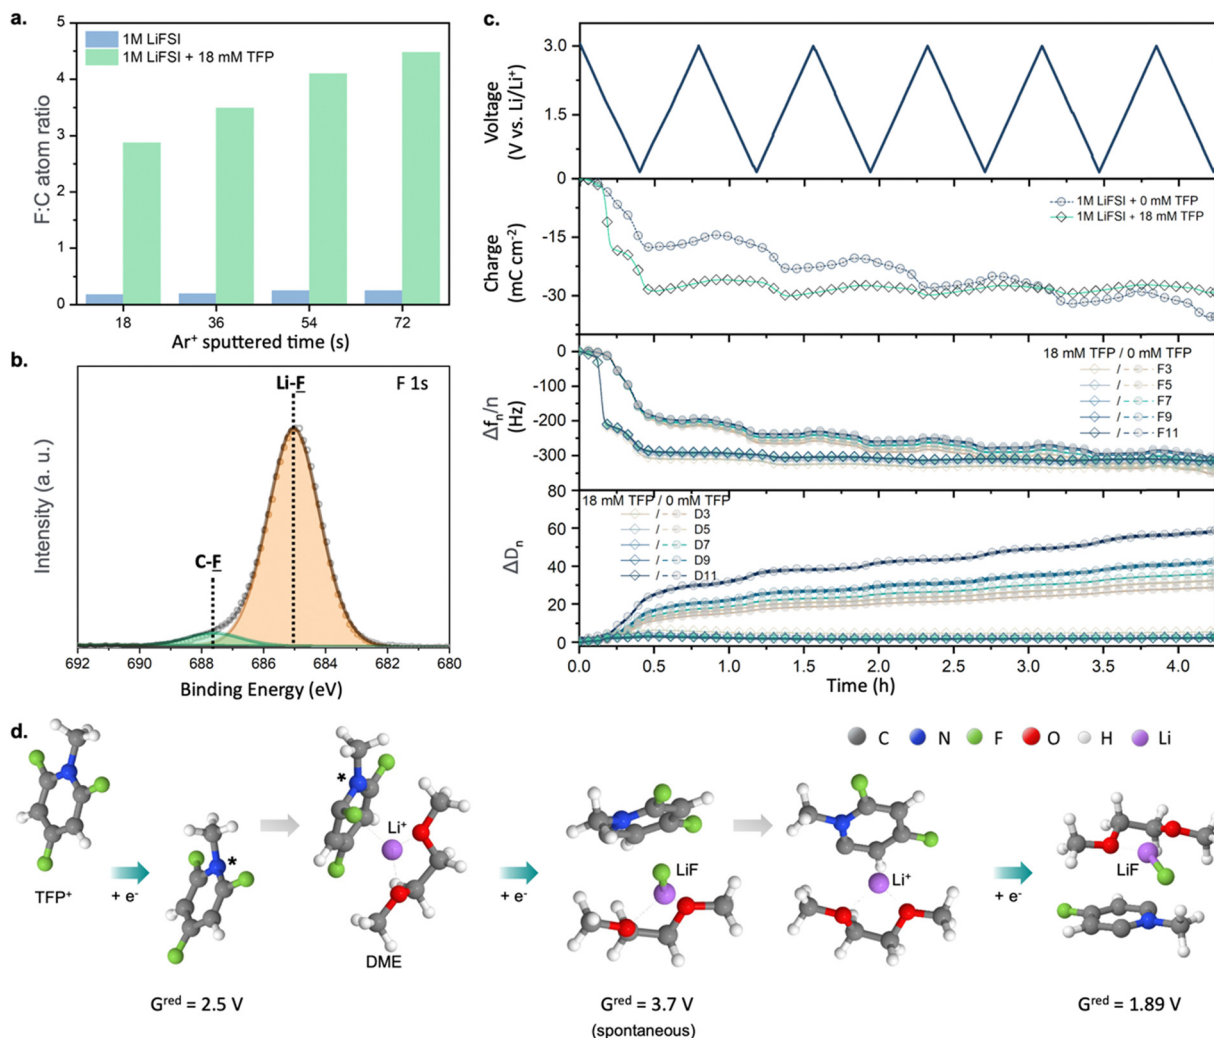 a.
5
4
3
2
1
0
1M LiFSI
1M LiFSI + 18 mM TFP
F:C atom ratio
18
36
54
72
Ar⁺ sputtered time (s)
b.
F 1s
Li-F
C-F
Intensity (a. u.)
692
690
688
686
684
682
680
Binding Energy (eV)
c.
3.0
1.5
0
Voltage
(V vs. Li/Li⁺)
1M LiFSI + 0 mM TFP
1M LiFSI + 18 mM TFP
-15
-30
Charge
(mC cm⁻²)
0
-100
-200
-300
Δfₙ/n
(Hz)
18 mM TFP / 0 mM TFP
/ F3
/ F5
/ F7
/ F9
/ F11
80
60
40
20
0
ΔDₙ
18 mM TFP / 0 mM TFP
/ D3
/ D5
/ D7
/ D9
/ D11
0.0
0.5
1.0
1.5
2.0
2.5
3.0
3.5
4.0
Time (h)
d.
C N F O H Li
TFP⁺
+ e⁻
*
*
Li⁺
DME
+ e⁻
LiF
Li⁺
+ e⁻
LiF
Gʳᵉᵈ = 2.5 V
Gʳᵉᵈ = 3.7 V
(spontaneous)
Gʳᵉᵈ = 1.89 V